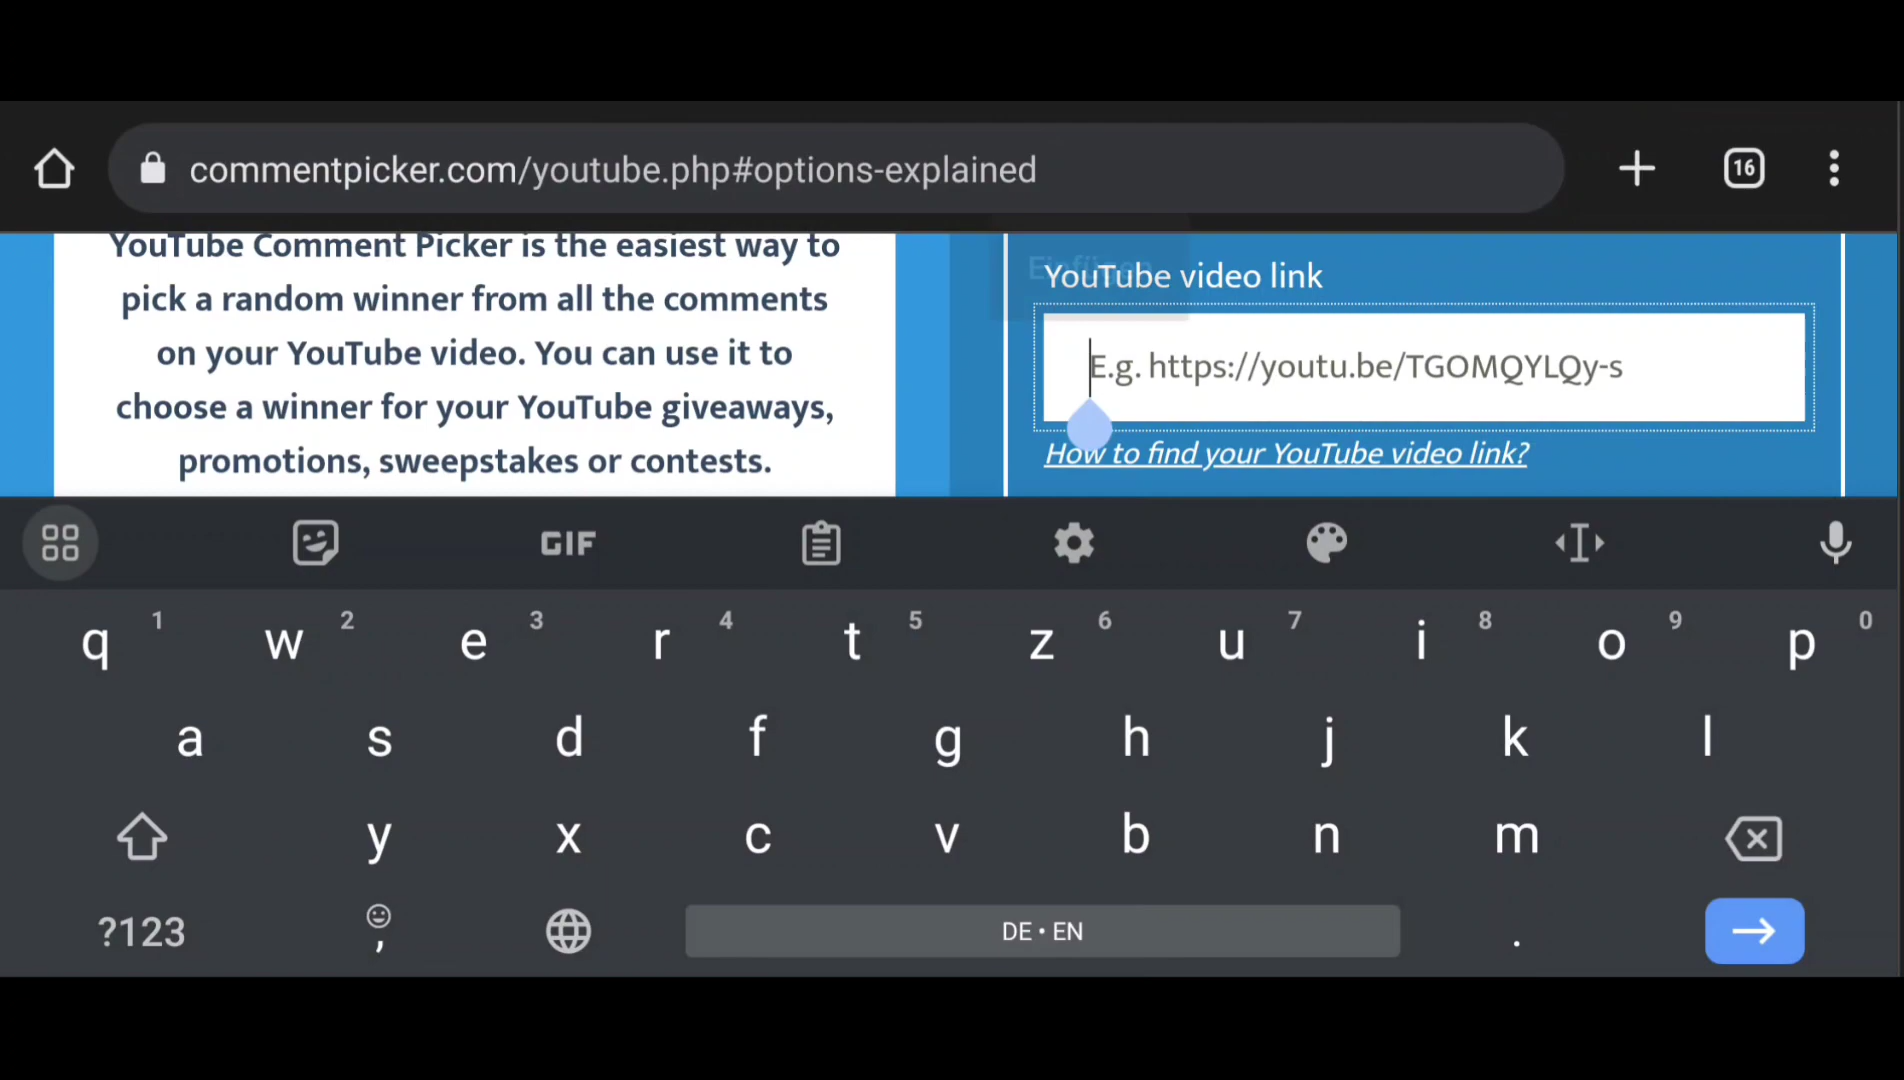 commentpicker.com/youtube.php#options-explained
16
YouTube Comment Picker is the easiest way to
pick a random winner from all the comments
on your YouTube video. You can use it to
choose a winner for your YouTube giveaways,
promotions, sweepstakes or contests.
Einfügen
YouTube video link
E.g. https://youtu.be/TGOMQYLQy-s
How to find your YouTube video link?
GIF
q 1 w 2 e 3 r 4 t 5 z 6 u 7 i 8 o 9 p 0
a s d f g h j k l
y x c v b n m
?123 , DE • EN .